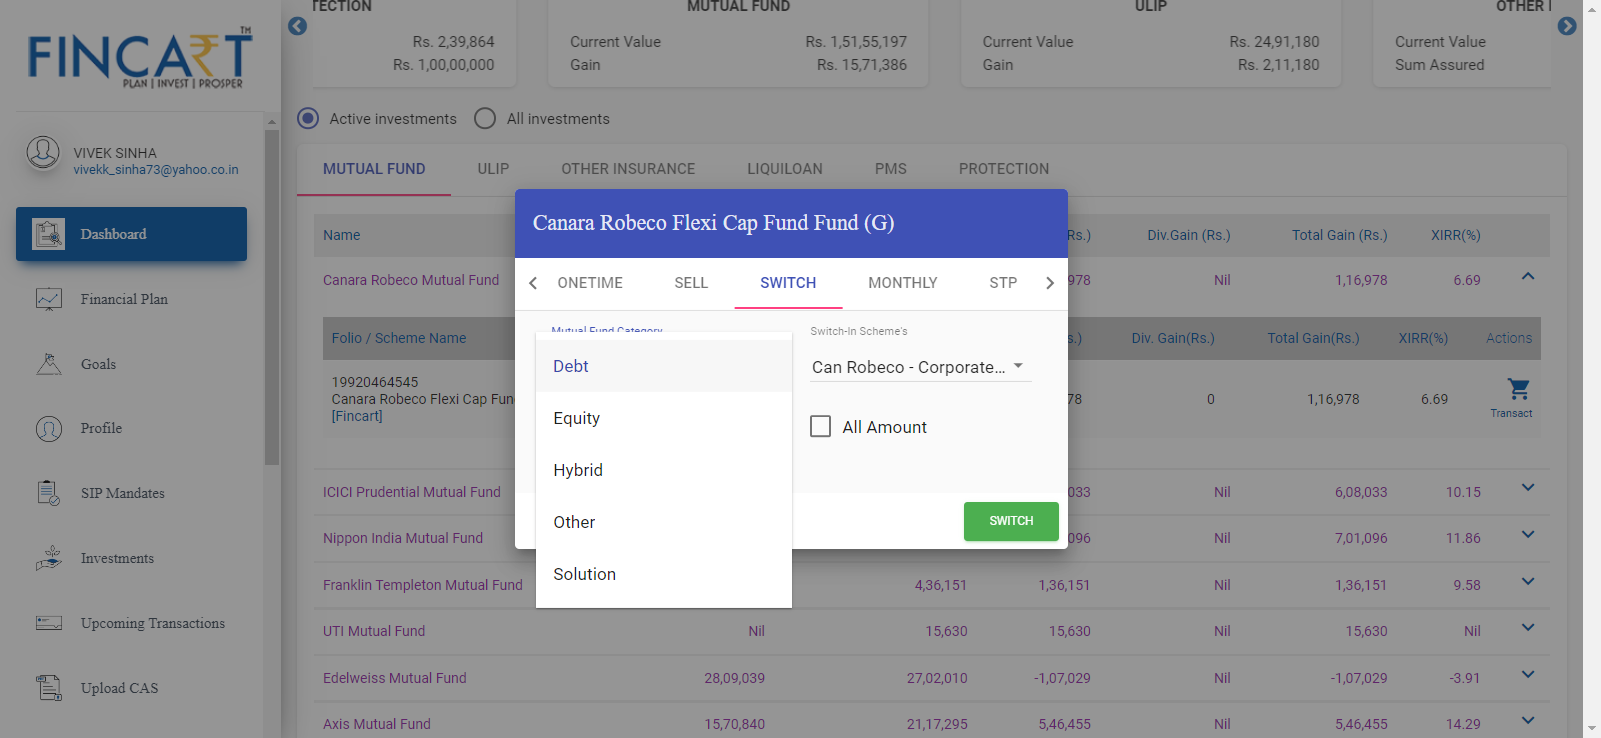 FINCART
TM
PLAN | INVEST | PROSPER
VIVEK SINHA
vivekk_sinha73@yahoo.co.in
Dashboard
Financial Plan
Goals
Profile
SIP Mandates
Investments
Upcoming Transactions
Upload CAS
TECTION
Rs. 2,39,864
Rs. 1,00,00,000
MUTUAL FUND
Current Value Rs. 1,51,55,197
Gain Rs. 15,71,386
ULIP
Current Value Rs. 24,91,180
Gain Rs. 2,11,180
OTHER
Current Value
Sum Assured
Active investments All investments
MUTUAL FUND ULIP OTHER INSURANCE LIQUILOAN PMS PROTECTION
Name Rs.) Div.Gain (Rs.) Total Gain (Rs.) XIRR(%)
Canara Robeco Mutual Fund 978 Nil 1,16,978 6.69
Folio / Scheme Name s.) Div. Gain(Rs.) Total Gain(Rs.) XIRR(%) Actions
19920464545
Canara Robeco Flexi Cap Fun 78 0 1,16,978 6.69
[Fincart]
Transact
ICICI Prudential Mutual Fund 033 Nil 6,08,033 10.15
Nippon India Mutual Fund 096 Nil 7,01,096 11.86
Franklin Templeton Mutual Fund 4,36,151 1,36,151 Nil 1,36,151 9.58
UTI Mutual Fund Nil 15,630 15,630 Nil 15,630 Nil
Edelweiss Mutual Fund 28,09,039 27,02,010 -1,07,029 Nil -1,07,029 -3.91
Axis Mutual Fund 15,70,840 21,17,295 5,46,455 Nil 5,46,455 14.29
Canara Robeco Flexi Cap Fund Fund (G)
ONETIME SELL SWITCH MONTHLY STP
Mutual Fund Category
Debt
Equity
Hybrid
Other
Solution
Switch-In Scheme's
Can Robeco - Corporate...
All Amount
SWITCH